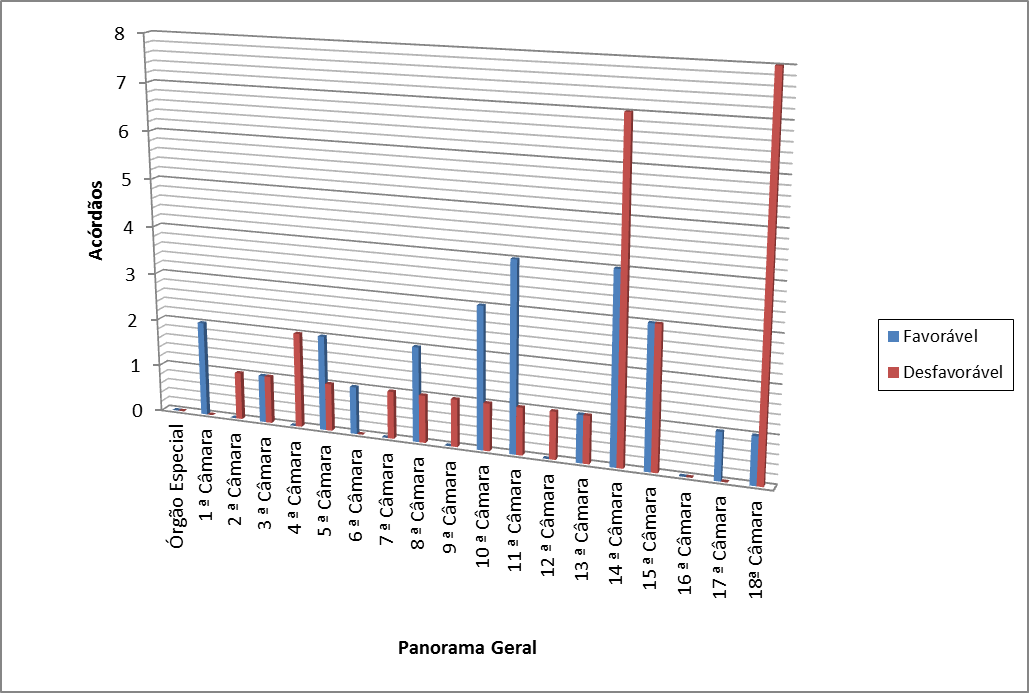 8
7
6
5
4
3
2
1
0
Acórdãos
Órgão Especial
1 ª Câmara
2 ª Câmara
3 ª Câmara
4 ª Câmara
5 ª Câmara
6 ª Câmara
7 ª Câmara
8 ª Câmara
9 ª Câmara
10 ª Câmara
11 ª Câmara
12 ª Câmara
13 ª Câmara
14 ª Câmara
15 ª Câmara
16 ª Câmara
17 ª Câmara
18ª Câmara
Panorama Geral
Favorável
Desfavorável